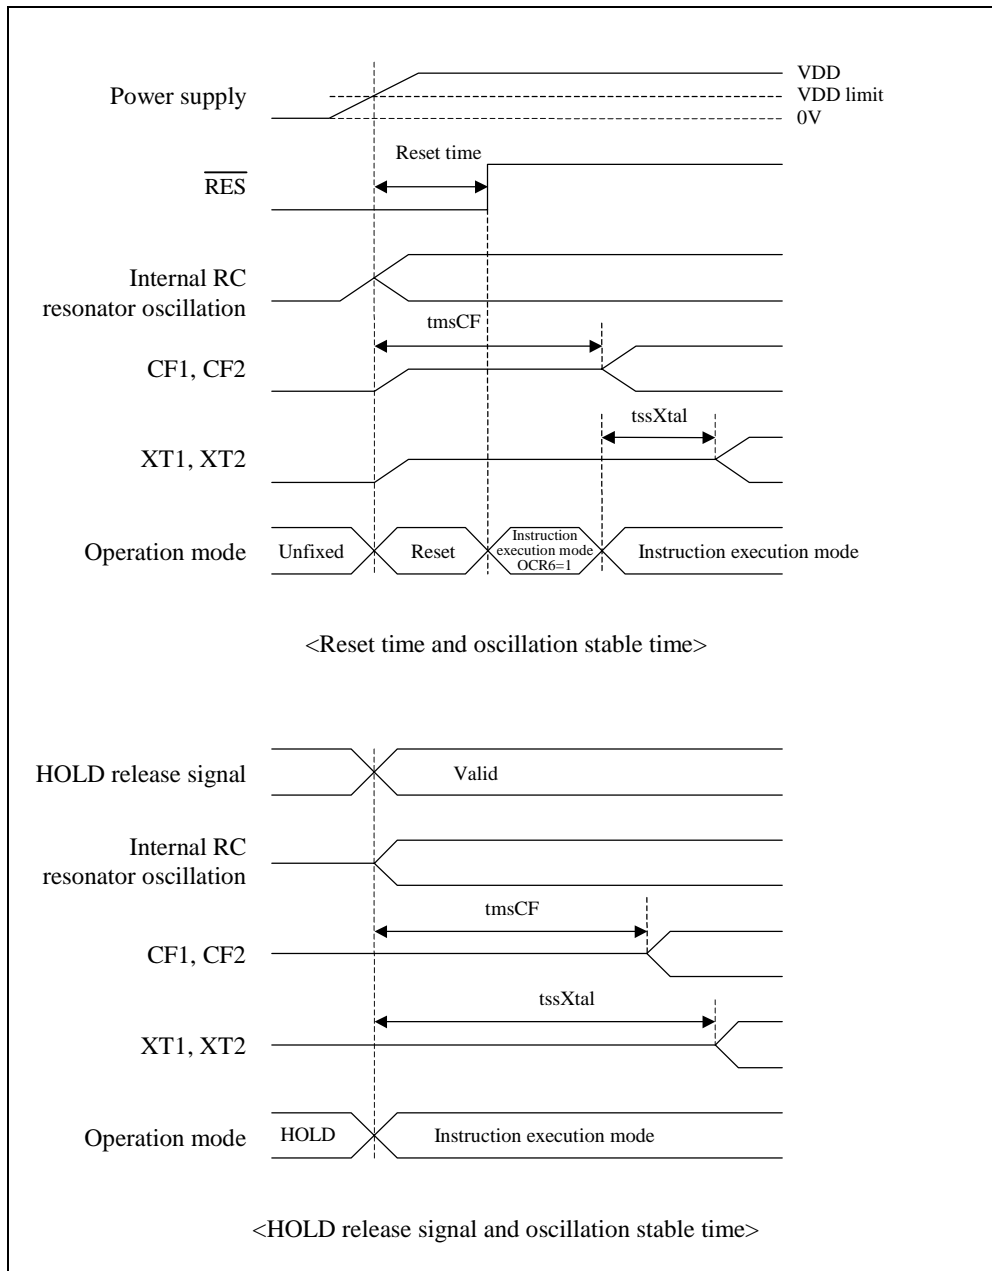 VDD
Power supply
VDD limit
0V
Reset time
RES
Internal RC
resonator oscillation
tmsCF
CF1, CF2
tssXtal
XT1, XT2
Operation mode
Unfixed
Reset
Instruction
execution mode
OCR6=1
Instruction execution mode
<Reset time and oscillation stable time>
HOLD release signal
Valid
Internal RC
resonator oscillation
tmsCF
CF1, CF2
tssXtal
XT1, XT2
Operation mode
HOLD
Instruction execution mode
<HOLD release signal and oscillation stable time>